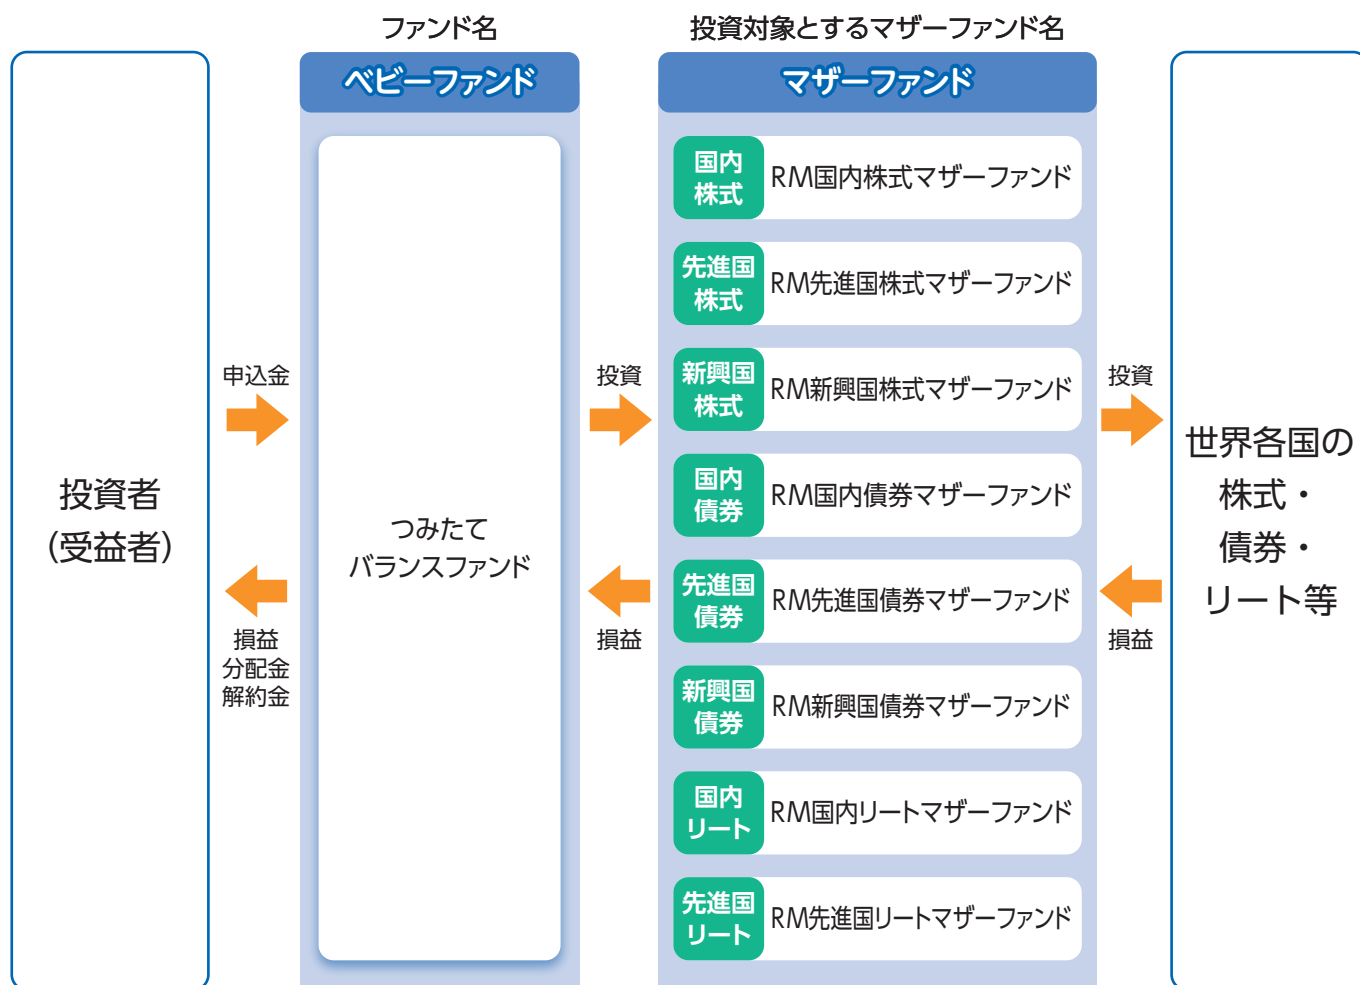 ファンド名
投資対象とするマザーファンド名
ベビーファンド
マザーファンド
投資者
（受益者）
申込金
損益
分配金
解約金
つみたて
バランスファンド
投資
損益
国内
株式
RM国内株式マザーファンド
先進国
株式
RM先進国株式マザーファンド
新興国
株式
RM新興国株式マザーファンド
国内
債券
RM国内債券マザーファンド
先進国
債券
RM先進国債券マザーファンド
新興国
債券
RM新興国債券マザーファンド
国内
リート
RM国内リートマザーファンド
先進国
リート
RM先進国リートマザーファンド
投資
損益
世界各国の
株式・
債券・
リート等